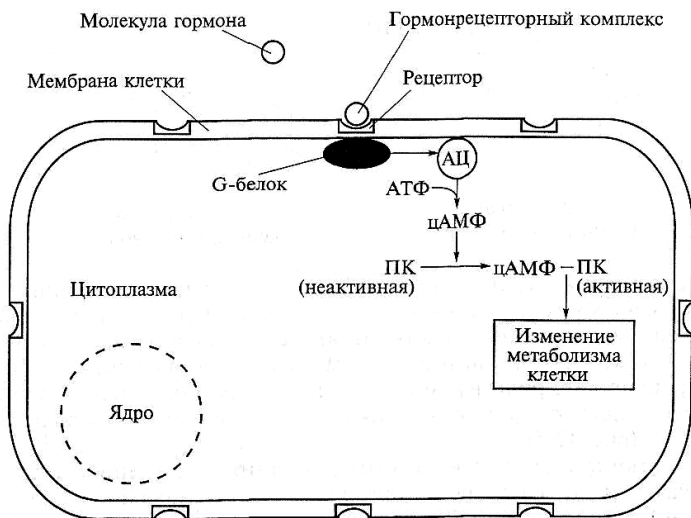 Молекула гормона
Гормонрецепторный комплекс
Мембрана клетки
Рецептор
G-белок
АЦ
АТФ
цАМФ
ПК
(неактивная)
цАМФ – ПК
(активная)
Цитоплазма
Изменение
метаболизма
клетки
Ядро